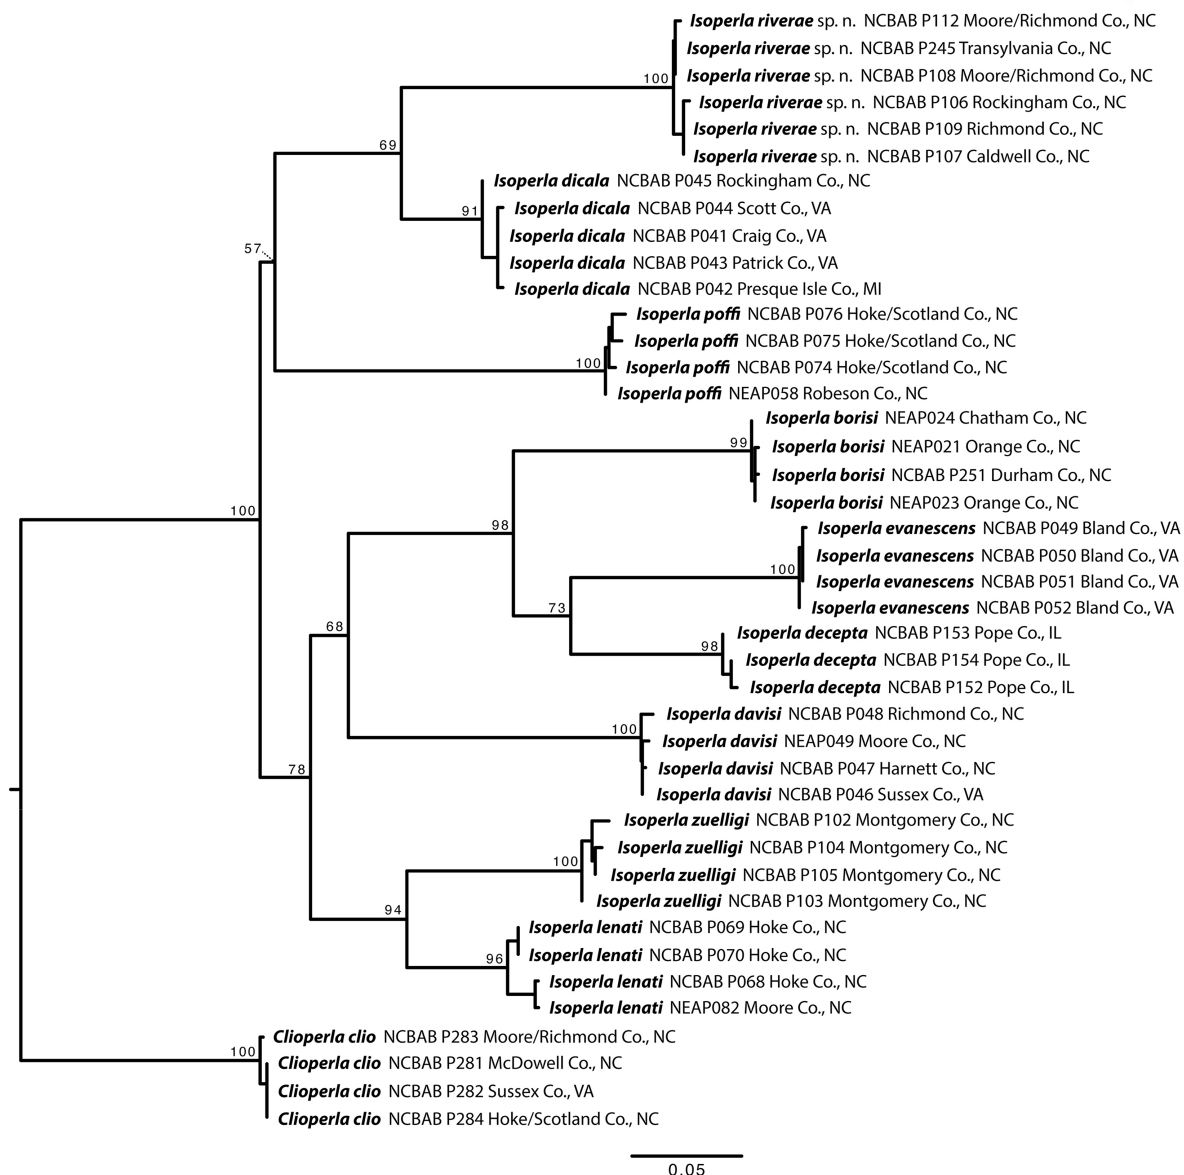 Isoperla riverae sp. n. NCBAB P112 Moore/Richmond Co., NC
Isoperla riverae sp. n. NCBAB P245 Transylvania Co., NC
Isoperla riverae sp. n. NCBAB P108 Moore/Richmond Co., NC
100
Isoperla riverae sp. n. NCBAB P106 Rockingham Co., NC
Isoperla riverae sp. n. NCBAB P109 Richmond Co., NC
69
Isoperla riverae sp. n. NCBAB P107 Caldwell Co., NC
Isoperla dicala NCBAB P045 Rockingham Co., NC
91
Isoperla dicala NCBAB P044 Scott Co., VA
Isoperla dicala NCBAB P041 Craig Co., VA
57
Isoperla dicala NCBAB P043 Patrick Co., VA
Isoperla dicala NCBAB P042 Presque Isle Co., MI
Isoperla poffi NCBAB P076 Hoke/Scotland Co., NC
Isoperla poffi NCBAB P075 Hoke/Scotland Co., NC
100
Isoperla poffi NCBAB P074 Hoke/Scotland Co., NC
Isoperla poffi NEAP058 Robeson Co., NC
Isoperla borisi NEAP024 Chatham Co., NC
99
Isoperla borisi NEAP021 Orange Co., NC
Isoperla borisi NCBAB P251 Durham Co., NC
Isoperla borisi NEAP023 Orange Co., NC
100
98
Isoperla evanescens NCBAB P049 Bland Co., VA
Isoperla evanescens NCBAB P050 Bland Co., VA
100
Isoperla evanescens NCBAB P051 Bland Co., VA
73
Isoperla evanescens NCBAB P052 Bland Co., VA
68
Isoperla decepta NCBAB P153 Pope Co., IL
98
Isoperla decepta NCBAB P154 Pope Co., IL
Isoperla decepta NCBAB P152 Pope Co., IL
Isoperla davisi NCBAB P048 Richmond Co., NC
100
Isoperla davisi NEAP049 Moore Co., NC
78
Isoperla davisi NCBAB P047 Harnett Co., NC
Isoperla davisi NCBAB P046 Sussex Co., VA
Isoperla zuelligi NCBAB P102 Montgomery Co., NC
Isoperla zuelligi NCBAB P104 Montgomery Co., NC
100
Isoperla zuelligi NCBAB P105 Montgomery Co., NC
Isoperla zuelligi NCBAB P103 Montgomery Co., NC
94
Isoperla lenati NCBAB P069 Hoke Co., NC
96
Isoperla lenati NCBAB P070 Hoke Co., NC
Isoperla lenati NCBAB P068 Hoke Co., NC
Isoperla lenati NEAP082 Moore Co., NC
Clioperla clio NCBAB P283 Moore/Richmond Co., NC
100
Clioperla clio NCBAB P281 McDowell Co., NC
Clioperla clio NCBAB P282 Sussex Co., VA
Clioperla clio NCBAB P284 Hoke/Scotland Co., NC
0.05